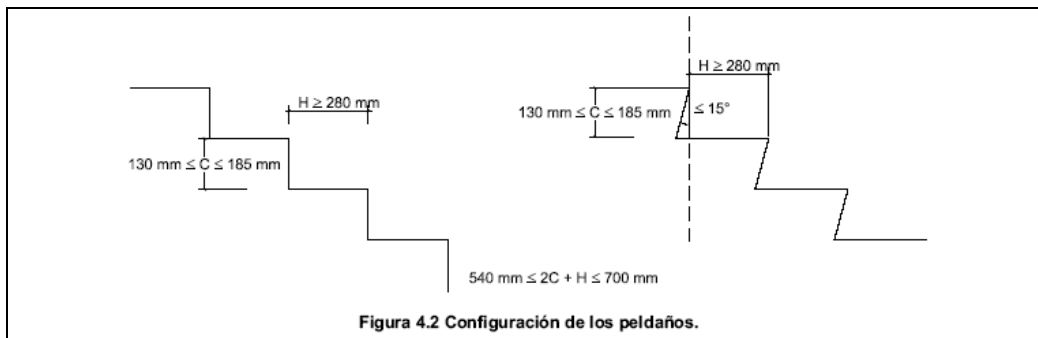 H ≥ 280 mm
130 mm ≤ C ≤ 185 mm
H ≥ 280 mm
130 mm ≤ C ≤ 185 mm
≤ 15°
540 mm ≤ 2C + H ≤ 700 mm
Figura 4.2 Configuración de los peldaños.